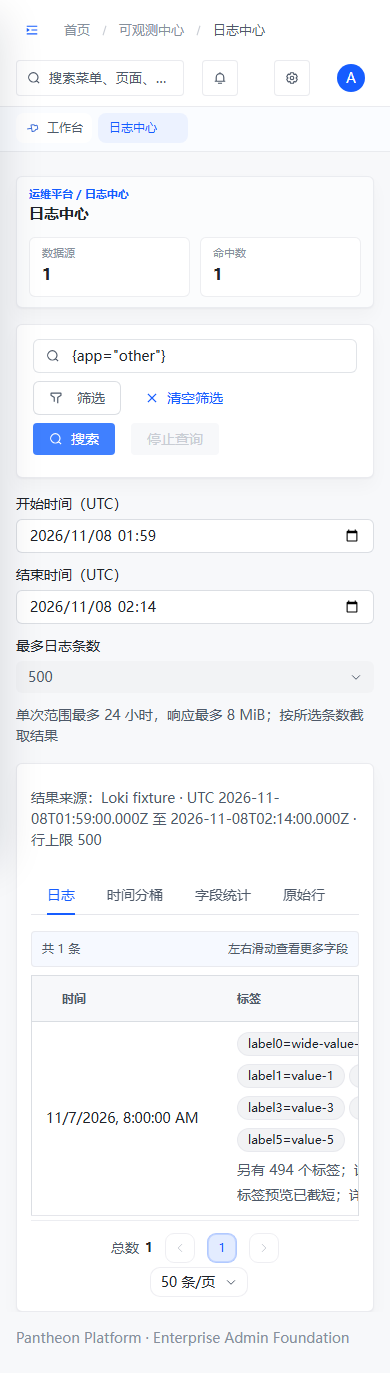 首页 / 可观测中心 / 日志中心
搜索菜单、页面、... A
工作台 日志中心
运维平台 / 日志中心
日志中心
数据源 命中数
1 1
{app="other"}
筛选 清空筛选
搜索 停止查询
开始时间（UTC）
2026/11/08 01:59
结束时间（UTC）
2026/11/08 02:14
最多日志条数
500
单次范围最多 24 小时，响应最多 8 MiB；按所选条数截
取结果
结果来源：Loki fixture · UTC 2026-11-
08T01:59:00.000Z 至 2026-11-08T02:14:00.000Z ·
行上限 500
日志 时间分桶 字段统计 原始行
共 1 条 左右滑动查看更多字段
时间 标签
label0=wide-value-
label1=value-1
11/7/2026, 8:00:00 AM label3=value-3
label5=value-5
另有 494 个标签；
标签预览已截短；
总数 1 1
50 条/页
Pantheon Platform · Enterprise Admin Foundation